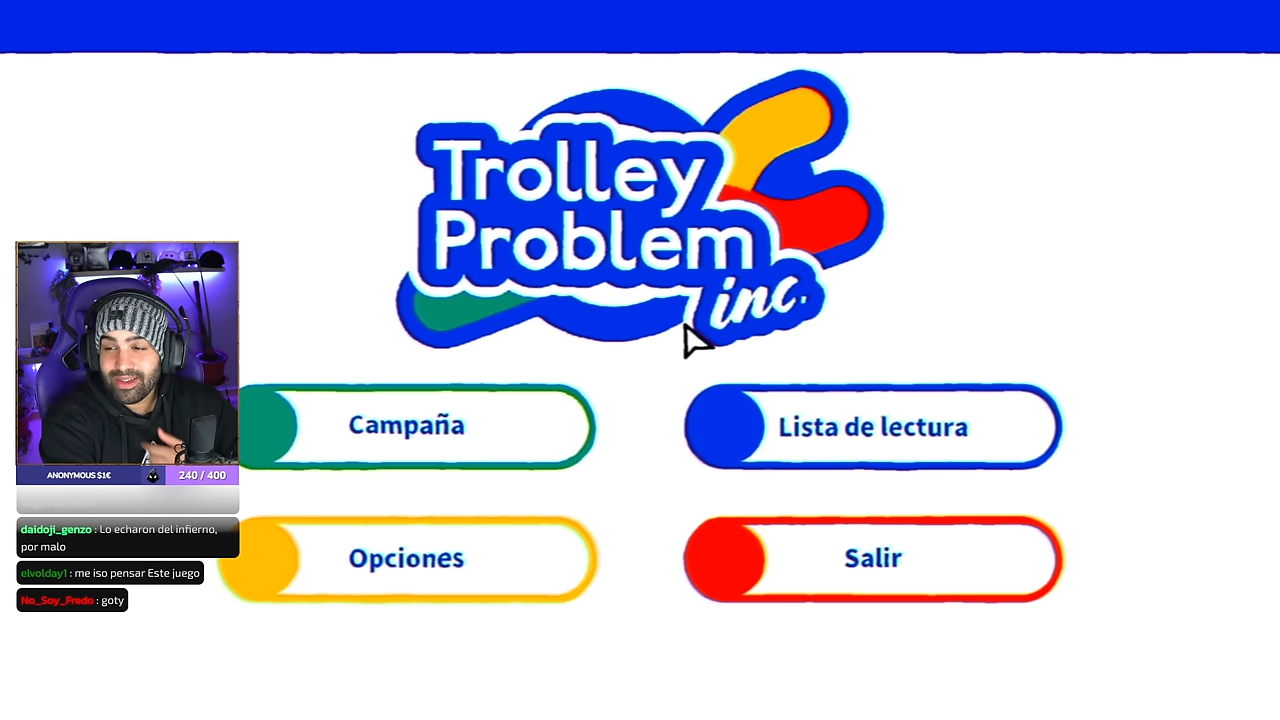 Trolley
Problem
inc.
Campaña
Lista de lectura
Opciones
Salir
ANONYMOUS $1€
240 / 400
daidoji_genzo : Lo echaron del infierno,
por malo
elvolday1 : me iso pensar Este juego
No_Soy_Fredo : goty